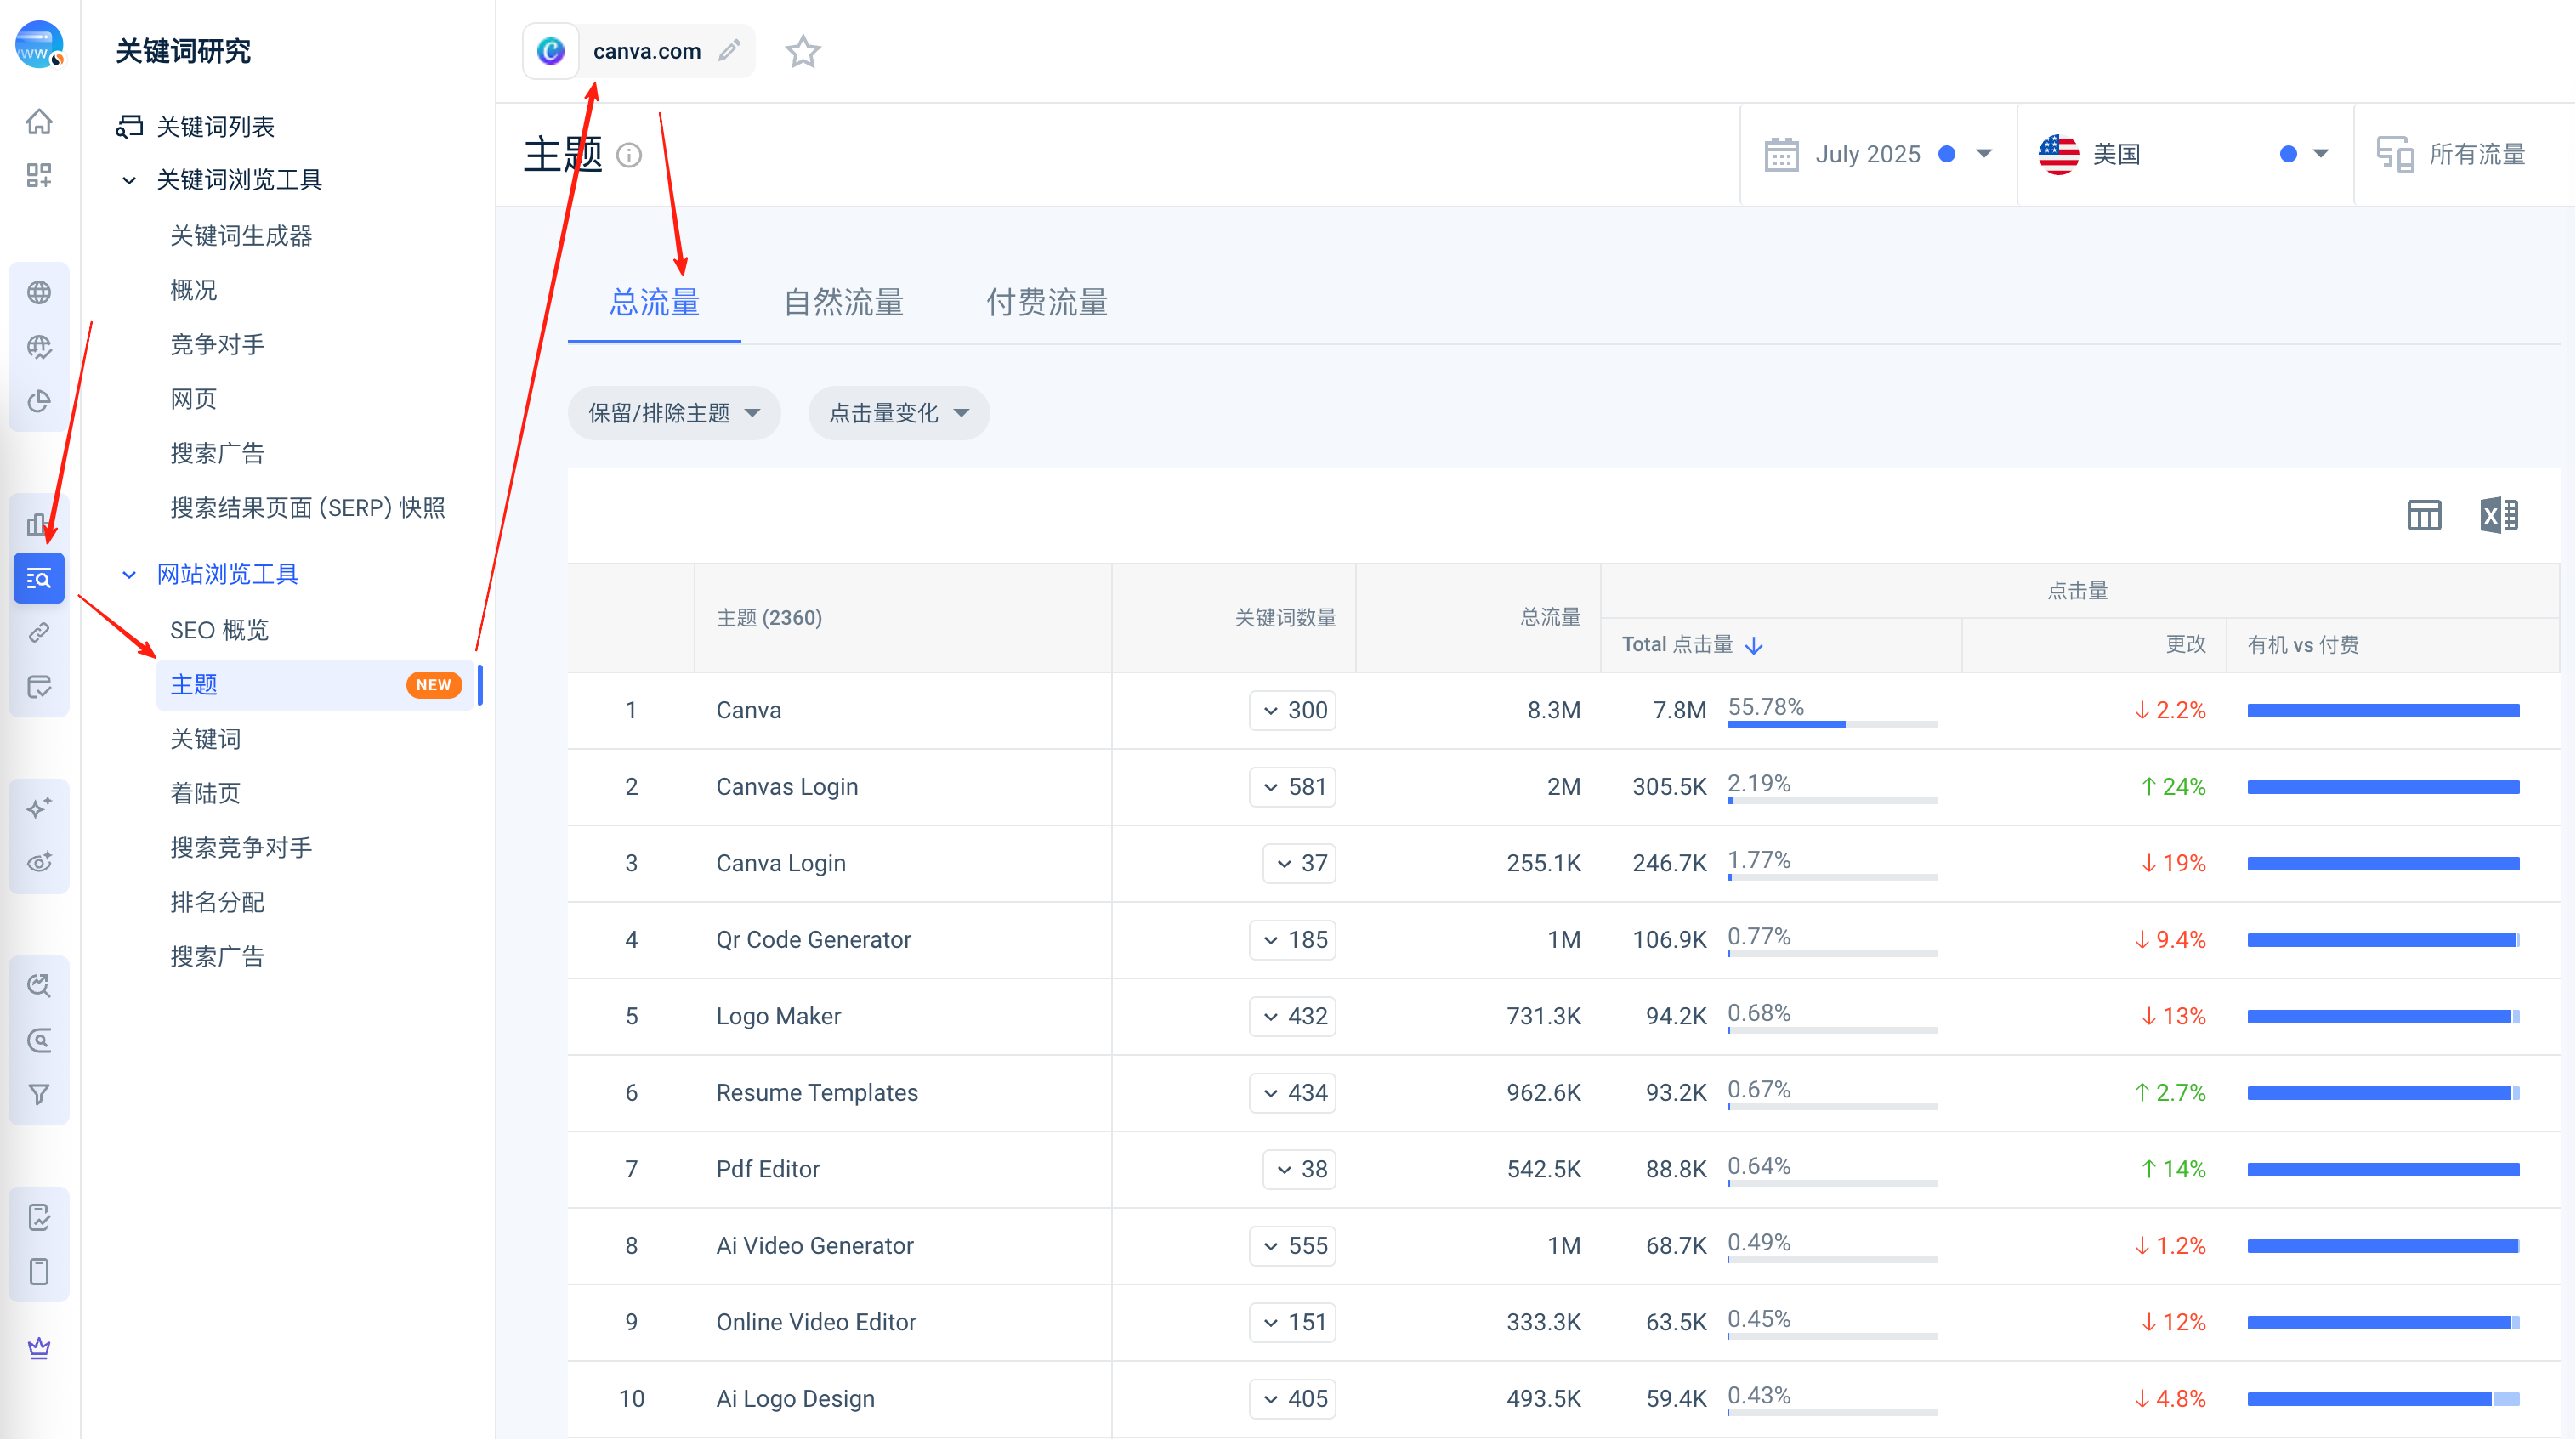 关键词研究
关键词列表
关键词浏览工具
关键词生成器
概况
竞争对手
网页
搜索广告
搜索结果页面 (SERP) 快照
网站浏览工具
SEO 概览
主题 NEW
关键词
着陆页
搜索竞争对手
排名分配
搜索广告
canva.com
主题
July 2025
美国
所有流量
总流量 自然流量 付费流量
保留/排除主题 点击量变化
主题 (2360) 关键词数量 总流量 点击量
Total 点击量 更改 有机 vs 付费
1 Canva 300 8.3M 7.8M 55.78% 2.2%
2 Canvas Login 581 2M 305.5K 2.19% 24%
3 Canva Login 37 255.1K 246.7K 1.77% 19%
4 Qr Code Generator 185 1M 106.9K 0.77% 9.4%
5 Logo Maker 432 731.3K 94.2K 0.68% 13%
6 Resume Templates 434 962.6K 93.2K 0.67% 2.7%
7 Pdf Editor 38 542.5K 88.8K 0.64% 14%
8 Ai Video Generator 555 1M 68.7K 0.49% 1.2%
9 Online Video Editor 151 333.3K 63.5K 0.45% 12%
10 Ai Logo Design 405 493.5K 59.4K 0.43% 4.8%